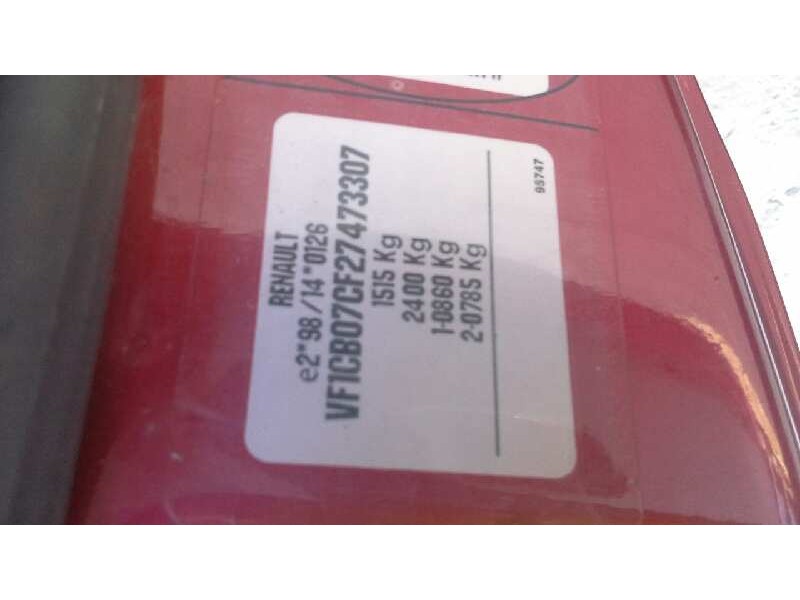 RENAULT
e2*98/14*0126
VF1CB07CF27473307
1515 Kg
2400 Kg
1-0860 Kg
2-0785 Kg
95747